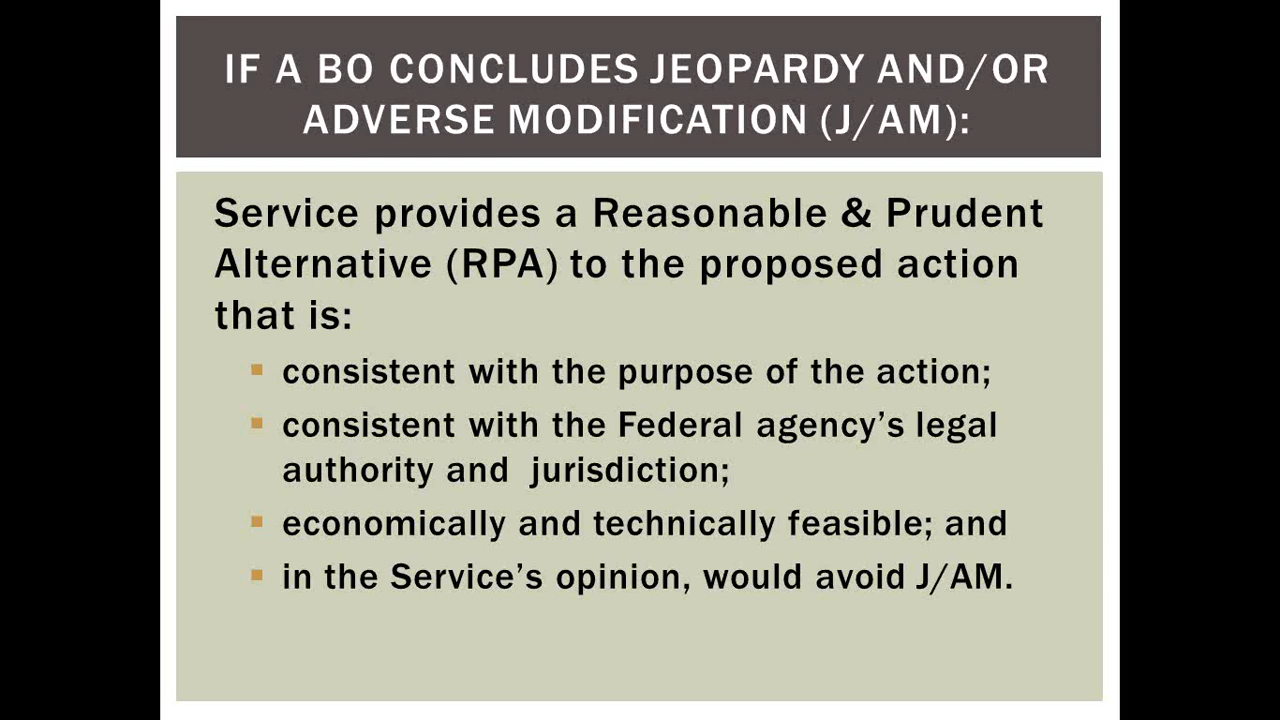 IF A BO CONCLUDES JEOPARDY AND/OR
ADVERSE MODIFICATION (J/AM):
Service provides a Reasonable & Prudent
Alternative (RPA) to the proposed action
that is:
▪ consistent with the purpose of the action;
▪ consistent with the Federal agency’s legal
authority and  jurisdiction;
▪ economically and technically feasible; and
▪ in the Service’s opinion, would avoid J/AM.